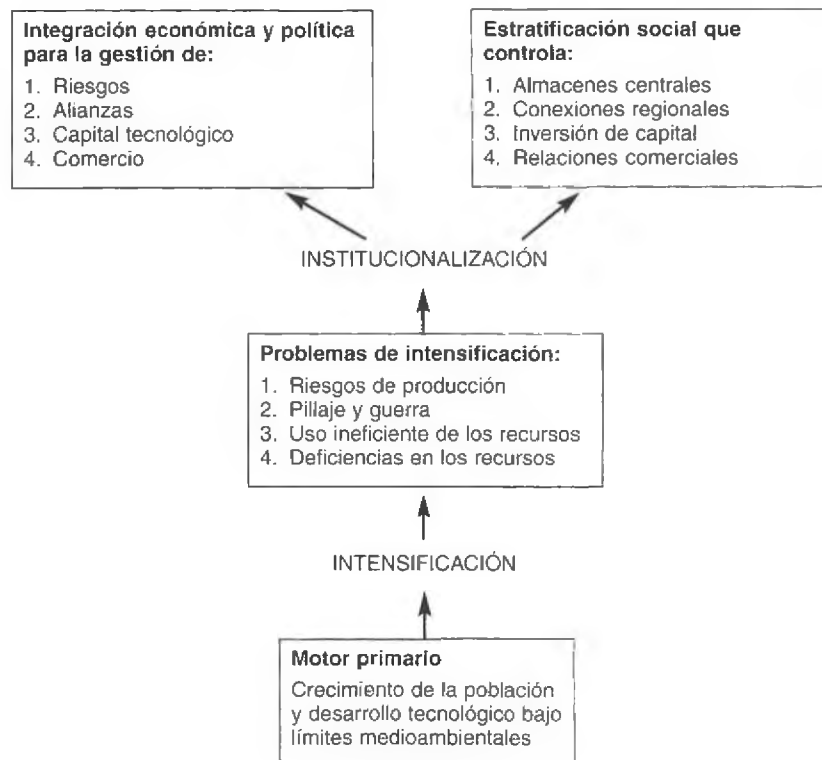 Integración económica y política
para la gestión de:
1. Riesgos
2. Alianzas
3. Capital tecnológico
4. Comercio
Estratificación social que
controla:
1. Almacenes centrales
2. Conexiones regionales
3. Inversión de capital
4. Relaciones comerciales
INSTITUCIONALIZACIÓN
Problemas de intensificación:
1. Riesgos de producción
2. Pillaje y guerra
3. Uso ineficiente de los recursos
4. Deficiencias en los recursos
INTENSIFICACIÓN
Motor primario
Crecimiento de la población
y desarrollo tecnológico bajo
límites medioambientales